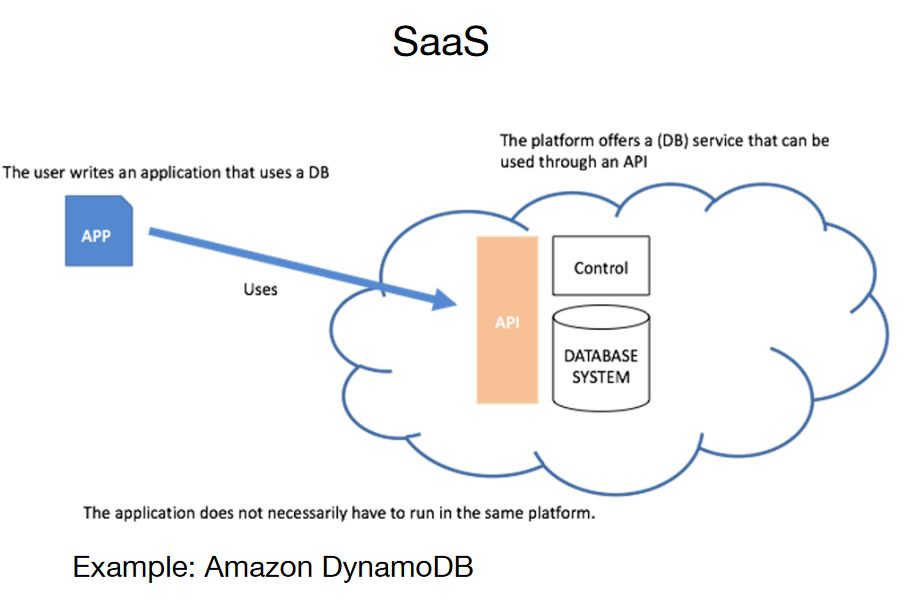 SaaS
The platform offers a (DB) service that can be
used through an API
The user writes an application that uses a DB
APP
Uses
API
Control
DATABASE
SYSTEM
The application does not necessarily have to run in the same platform.
Example: Amazon DynamoDB